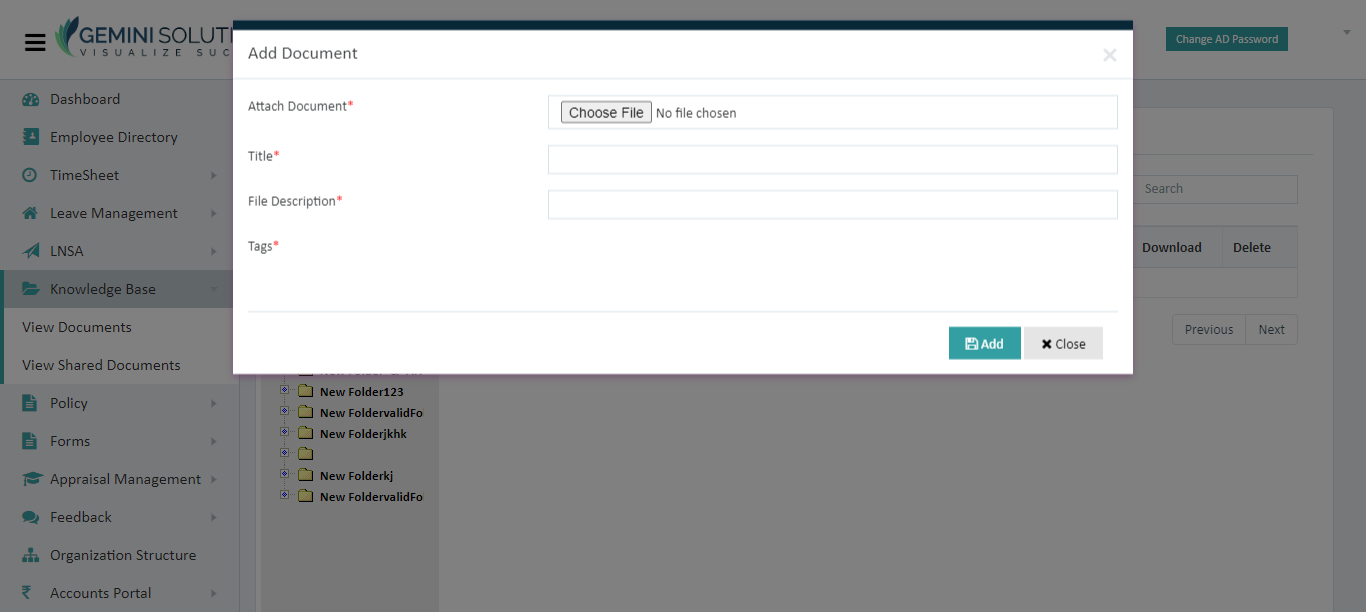 GEMINI SOLUTI
VISUALIZE SUC
Change AD Password
Dashboard
Employee Directory
TimeSheet
Leave Management
LNSA
Knowledge Base
View Documents
View Shared Documents
Policy
Forms
Appraisal Management
Feedback
Organization Structure
₹ Accounts Portal
Add Document
×
Attach Document*
Choose File No file chosen
Title*
File Description*
Tags*
Add
Close
Search
Download Delete
Previous Next
New Folder123
New FoldervalidFo
New Folderjkhk
New Folderkj
New FoldervalidFo